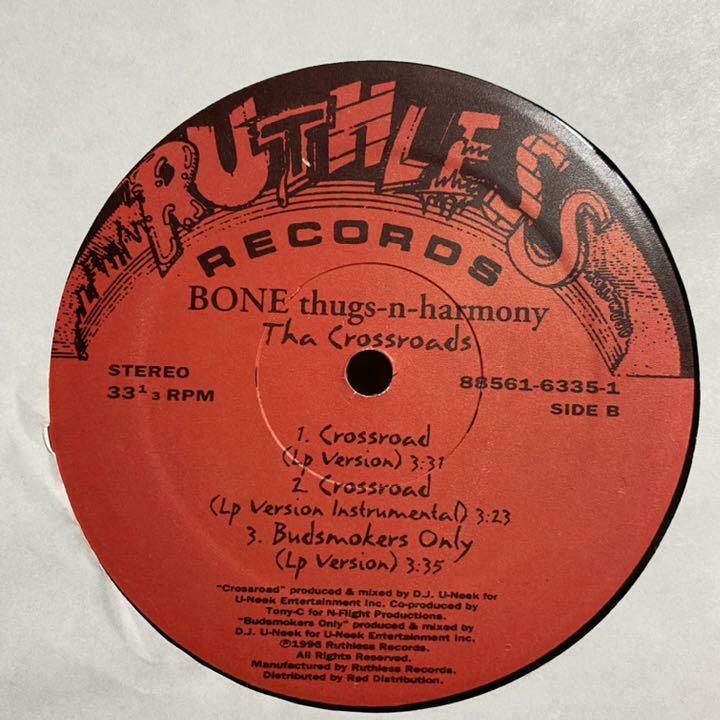 RUTHLESS
RECORDS
BONE thugs-n-harmony
Tha Crossroads
STEREO
33 1 3 RPM
88561-6335-1
SIDE B
1. Crossroad
(Lp Version) 3:31
2. Crossroad
(Lp Version Instrumental) 3:23
3. Budsmokers Only
(Lp Version) 3:35
"Crossroad" produced & mixed by D.J. U-Neek for
U-Neek Entertainment Inc. Co-produced by
Tony-C for N-Flight Productions.
"Budsmokers Only" produced & mixed by
D.J. U-Neek for U-Neek Entertainment Inc.
℗1996 Ruthless Records.
All Rights Reserved.
Manufactured by Ruthless Records.
Distributed by Red Distribution.